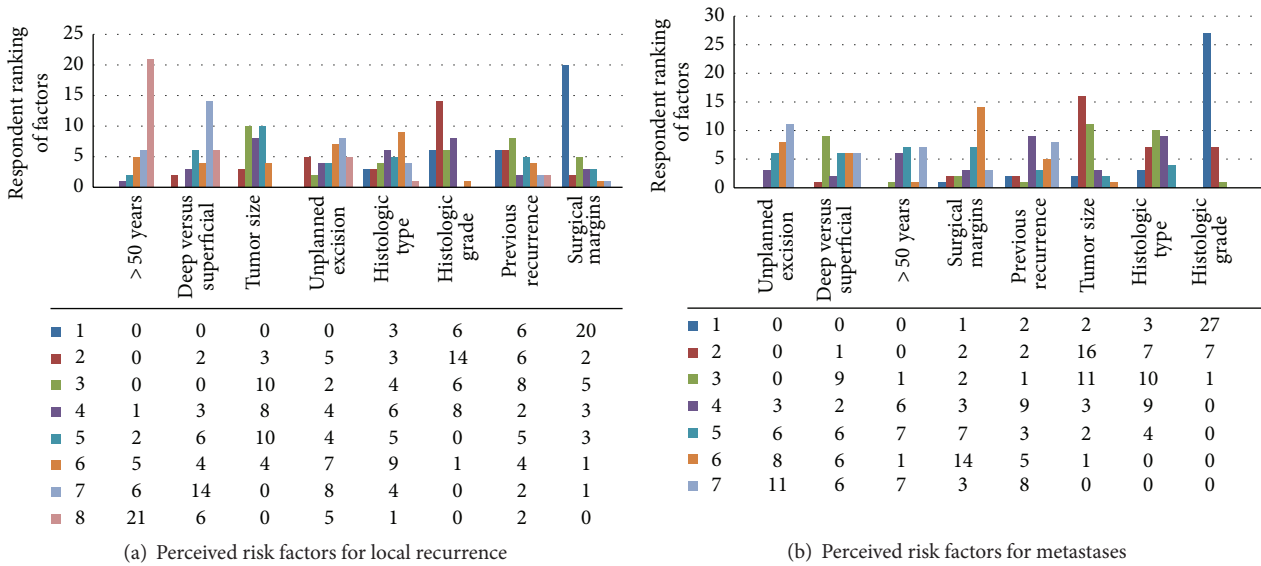 Respondent ranking
of factors
25
20
15
10
5
0
> 50 years
Deep versus
superficial
Tumor size
Unplanned
excision
Histologic
type
Histologic
grade
Previous
recurrence
Surgical
margins
1 0 0 0 0 3 6 6 20
2 0 2 3 5 3 14 6 2
3 0 0 10 2 4 6 8 5
4 1 3 8 4 6 8 2 3
5 2 6 10 4 5 0 5 3
6 5 4 4 7 9 1 4 1
7 6 14 0 8 4 0 2 1
8 21 6 0 5 1 0 2 0
(a) Perceived risk factors for local recurrence
Respondent ranking
of factors
30
25
20
15
10
5
0
Unplanned
excision
Deep versus
superficial
> 50 years
Surgical
margins
Previous
recurrence
Tumor size
Histologic
type
Histologic
grade
1 0 0 0 1 2 2 3 27
2 0 1 0 2 2 16 7 7
3 0 9 1 2 1 11 10 1
4 3 2 6 3 9 3 9 0
5 6 6 7 7 3 2 4 0
6 8 6 1 14 5 1 0 0
7 11 6 7 3 8 0 0 0
(b) Perceived risk factors for metastases